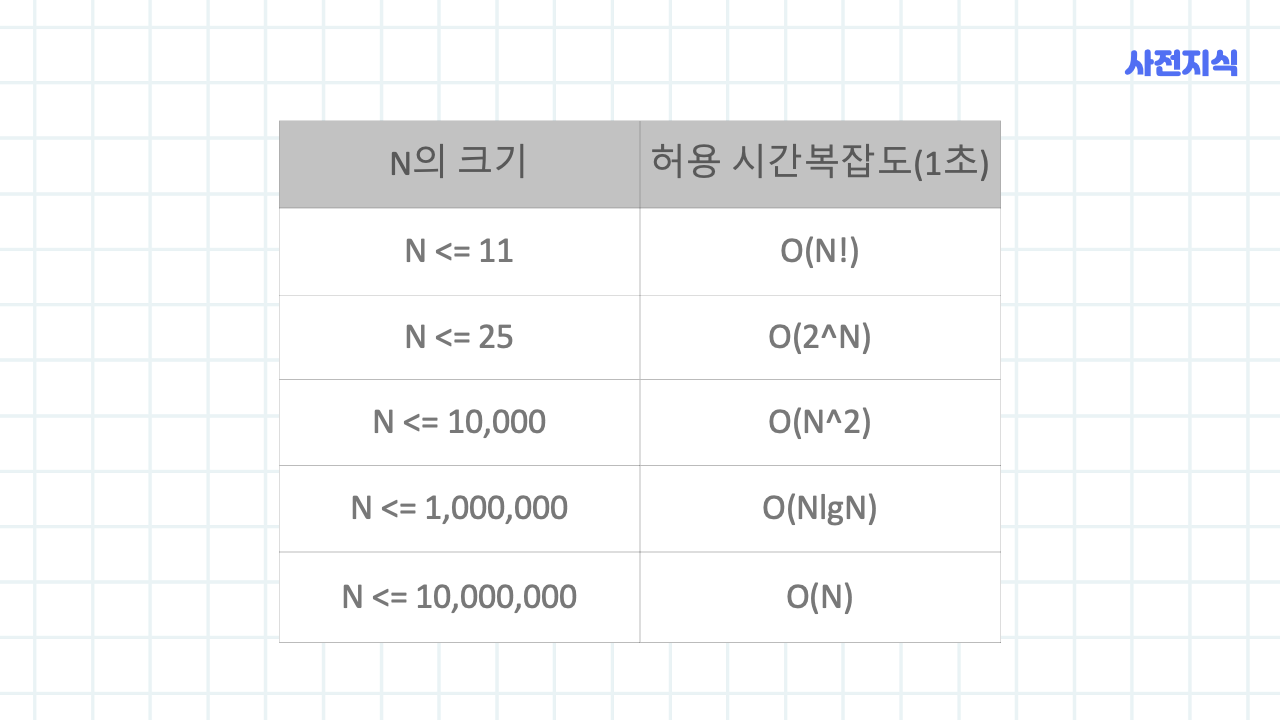 사전지식
N의 크기 허용 시간복잡도(1초)
N <= 11 O(N!)
N <= 25 O(2^N)
N <= 10,000 O(N^2)
N <= 1,000,000 O(NlgN)
N <= 10,000,000 O(N)